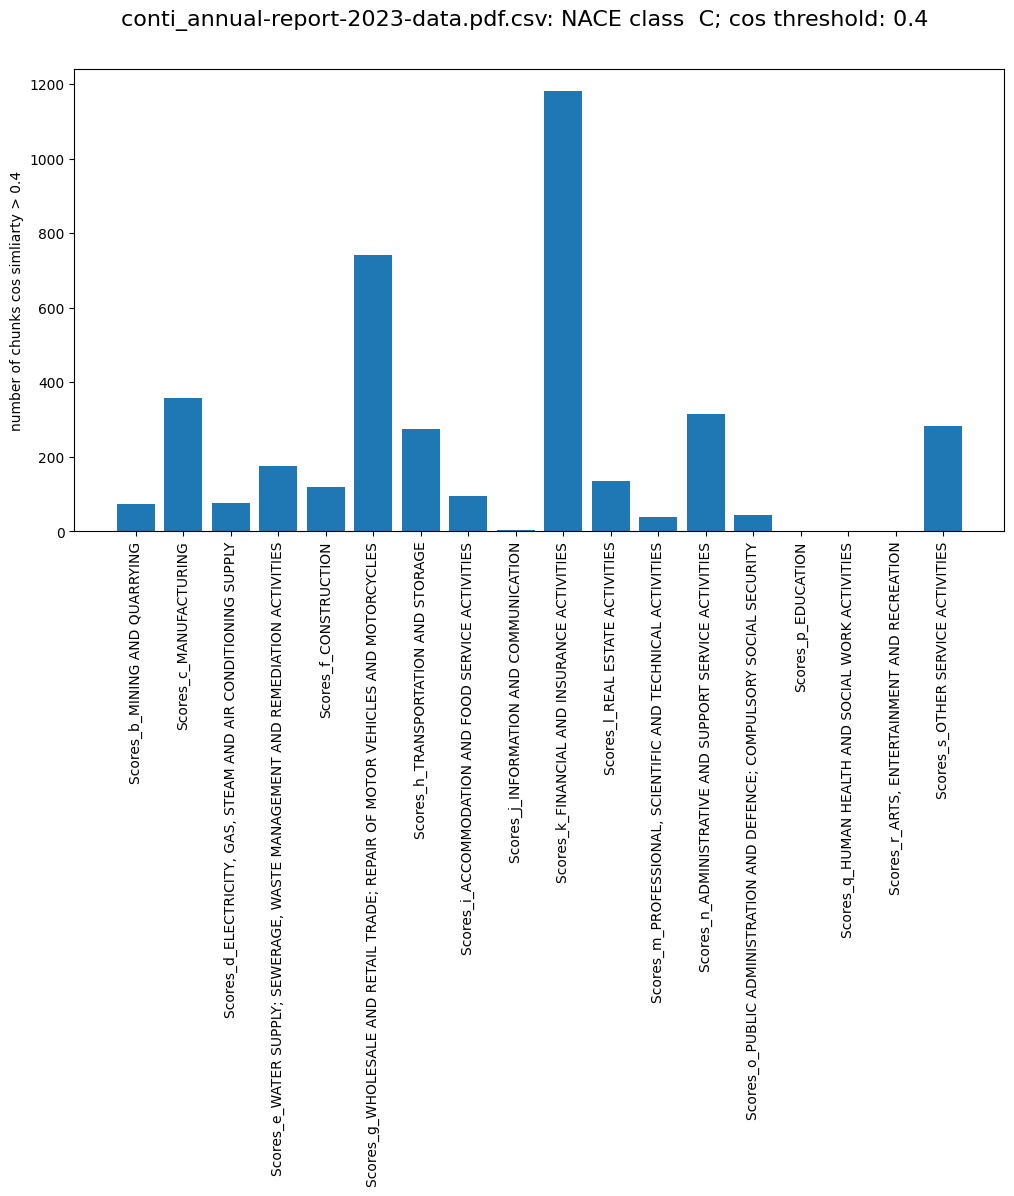 conti_annual-report-2023-data.pdf.csv: NACE class  C; cos threshold: 0.4
number of chunks cos simliarty > 0.4
1200
1000
800
600
400
200
0
Scores_b_MINING AND QUARRYING
Scores_c_MANUFACTURING
Scores_d_ELECTRICITY, GAS, STEAM AND AIR CONDITIONING SUPPLY
Scores_e_WATER SUPPLY; SEWERAGE, WASTE MANAGEMENT AND REMEDIATION ACTIVITIES
Scores_f_CONSTRUCTION
Scores_g_WHOLESALE AND RETAIL TRADE; REPAIR OF MOTOR VEHICLES AND MOTORCYCLES
Scores_h_TRANSPORTATION AND STORAGE
Scores_i_ACCOMMODATION AND FOOD SERVICE ACTIVITIES
Scores_j_INFORMATION AND COMMUNICATION
Scores_k_FINANCIAL AND INSURANCE ACTIVITIES
Scores_l_REAL ESTATE ACTIVITIES
Scores_m_PROFESSIONAL, SCIENTIFIC AND TECHNICAL ACTIVITIES
Scores_n_ADMINISTRATIVE AND SUPPORT SERVICE ACTIVITIES
Scores_o_PUBLIC ADMINISTRATION AND DEFENCE; COMPULSORY SOCIAL SECURITY
Scores_p_EDUCATION
Scores_q_HUMAN HEALTH AND SOCIAL WORK ACTIVITIES
Scores_r_ARTS, ENTERTAINMENT AND RECREATION
Scores_s_OTHER SERVICE ACTIVITIES